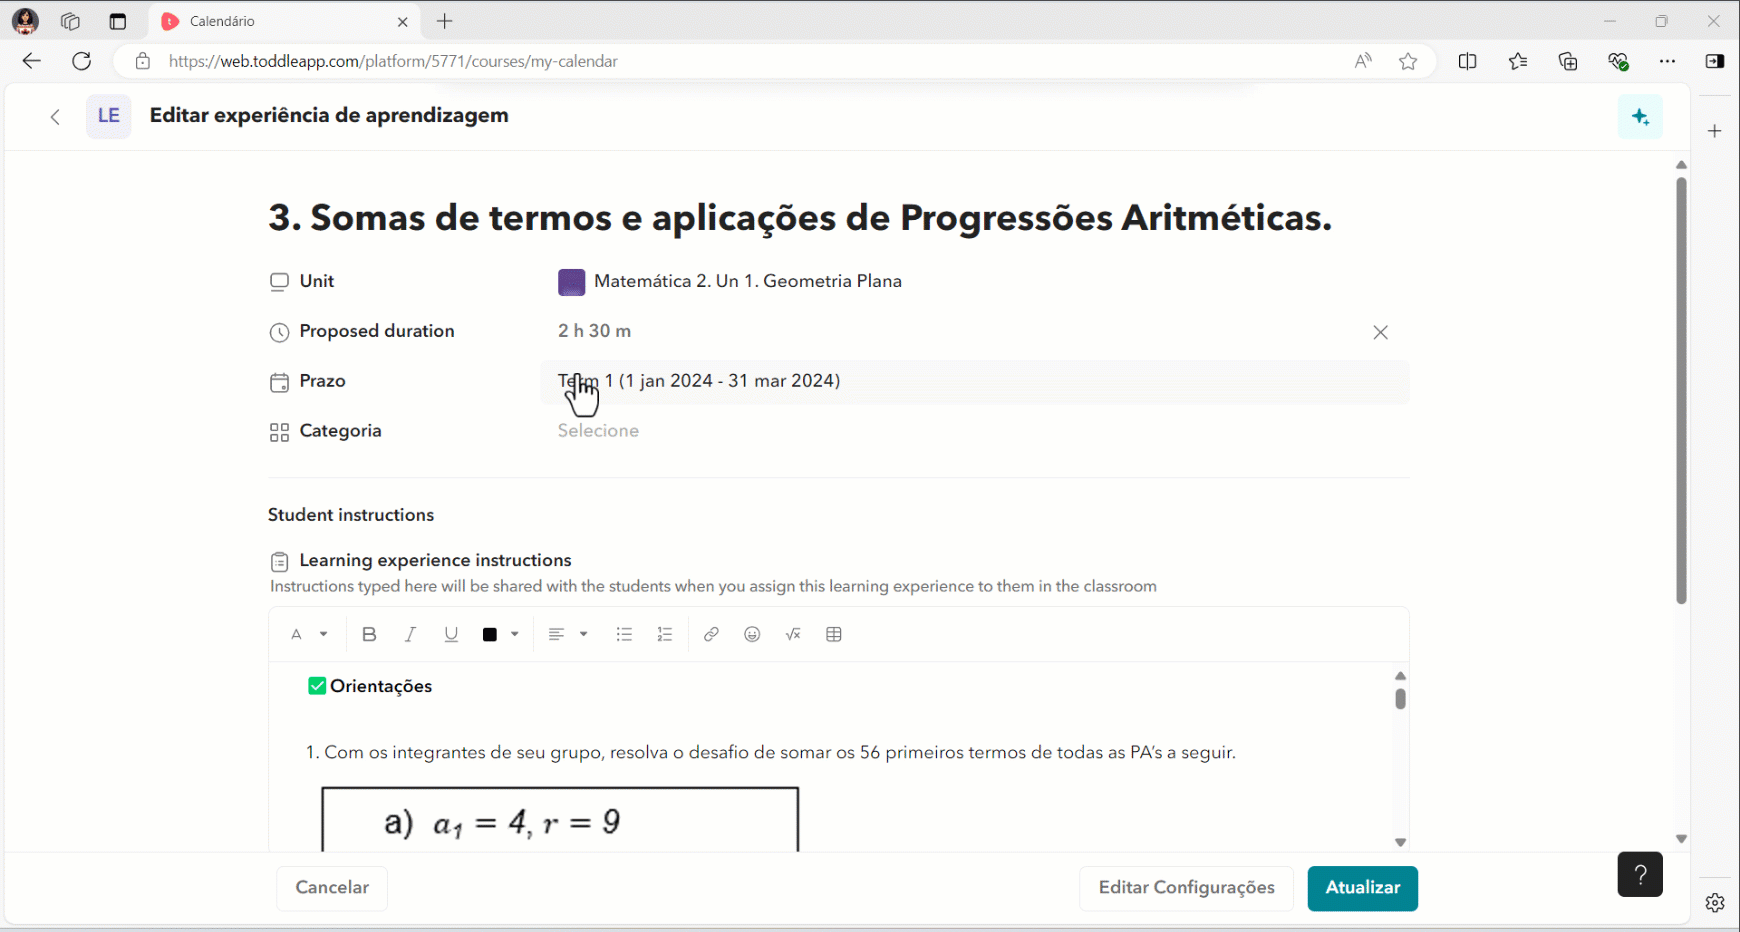 Calendário
https://web.toddleapp.com/platform/5771/courses/my-calendar
LE
Editar experiência de aprendizagem
3. Somas de termos e aplicações de Progressões Aritméticas.
Unit
Matemática 2. Un 1. Geometria Plana
Proposed duration
2 h 30 m
Prazo
Term 1 (1 jan 2024 - 31 mar 2024)
Categoria
Selecione
Student instructions
Learning experience instructions
Instructions typed here will be shared with the students when you assign this learning experience to them in the classroom
A B I U
✅ Orientações
1. Com os integrantes de seu grupo, resolva o desafio de somar os 56 primeiros termos de todas as PA's a seguir.
a) a₁ = 4, r = 9
Cancelar
Editar Configurações
Atualizar
?